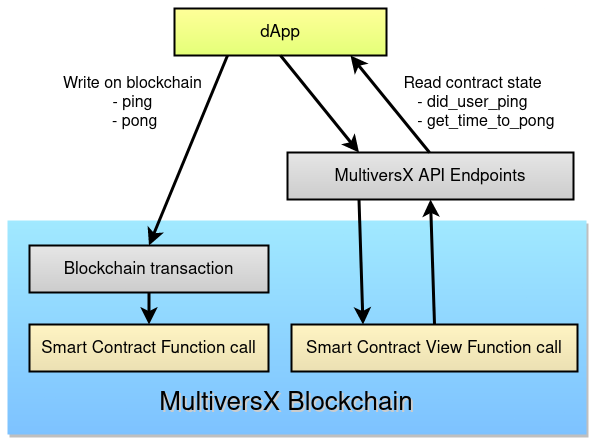 dApp
Write on blockchain
- ping
- pong
Read contract state
- did_user_ping
- get_time_to_pong
MultiversX API Endpoints
Blockchain transaction
Smart Contract Function call
Smart Contract View Function call
MultiversX Blockchain